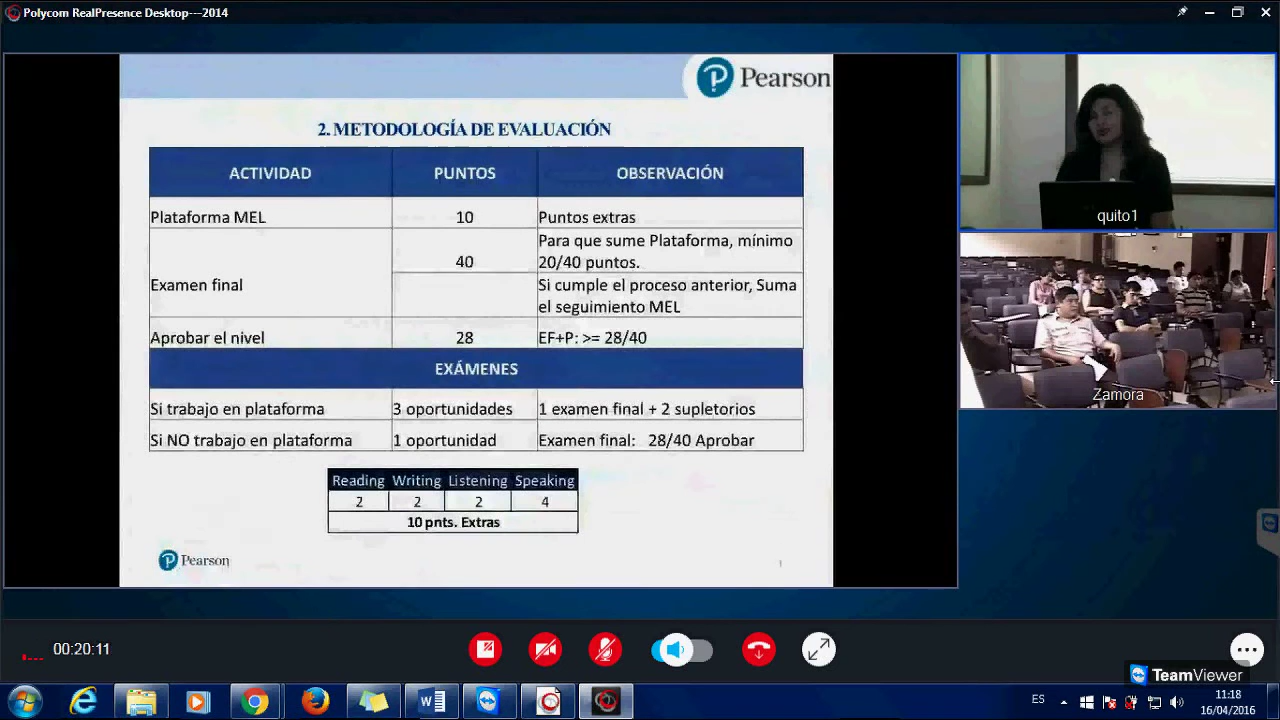 Polycom RealPresence Desktop---2014
Pearson
2. METODOLOGÍA DE EVALUACIÓN
ACTIVIDAD PUNTOS OBSERVACIÓN
Plataforma MEL 10 Puntos extras
Examen final 40 Para que sume Plataforma, mínimo
20/40 puntos.
Si cumple el proceso anterior, Suma
el seguimiento MEL
Aprobar el nivel 28 EF+P: >= 28/40
EXÁMENES
Si trabajo en plataforma 3 oportunidades 1 examen final + 2 supletorios
Si NO trabajo en plataforma 1 oportunidad Examen final: 28/40 Aprobar
Reading Writing Listening Speaking
2 2 2 4
10 pnts. Extras
Pearson
1
quito1
Zamora
00:20:11
TeamViewer
ES
11:18
16/04/2016